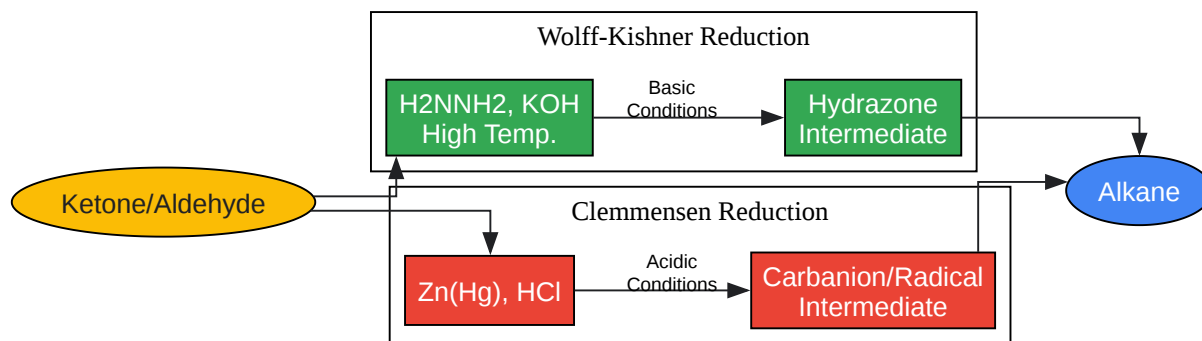 Wolff-Kishner Reduction
H2NNH2, KOH
High Temp.
Basic
Conditions
Hydrazone
Intermediate
Ketone/Aldehyde
Alkane
Clemmensen Reduction
Zn(Hg), HCl
Acidic
Conditions
Carbanion/Radical
Intermediate